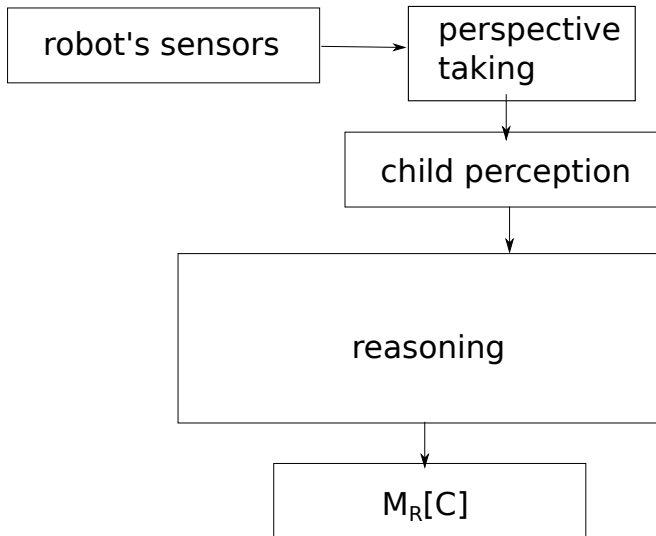 robot's sensors
perspective
taking
child perception
reasoning
M_R[C]